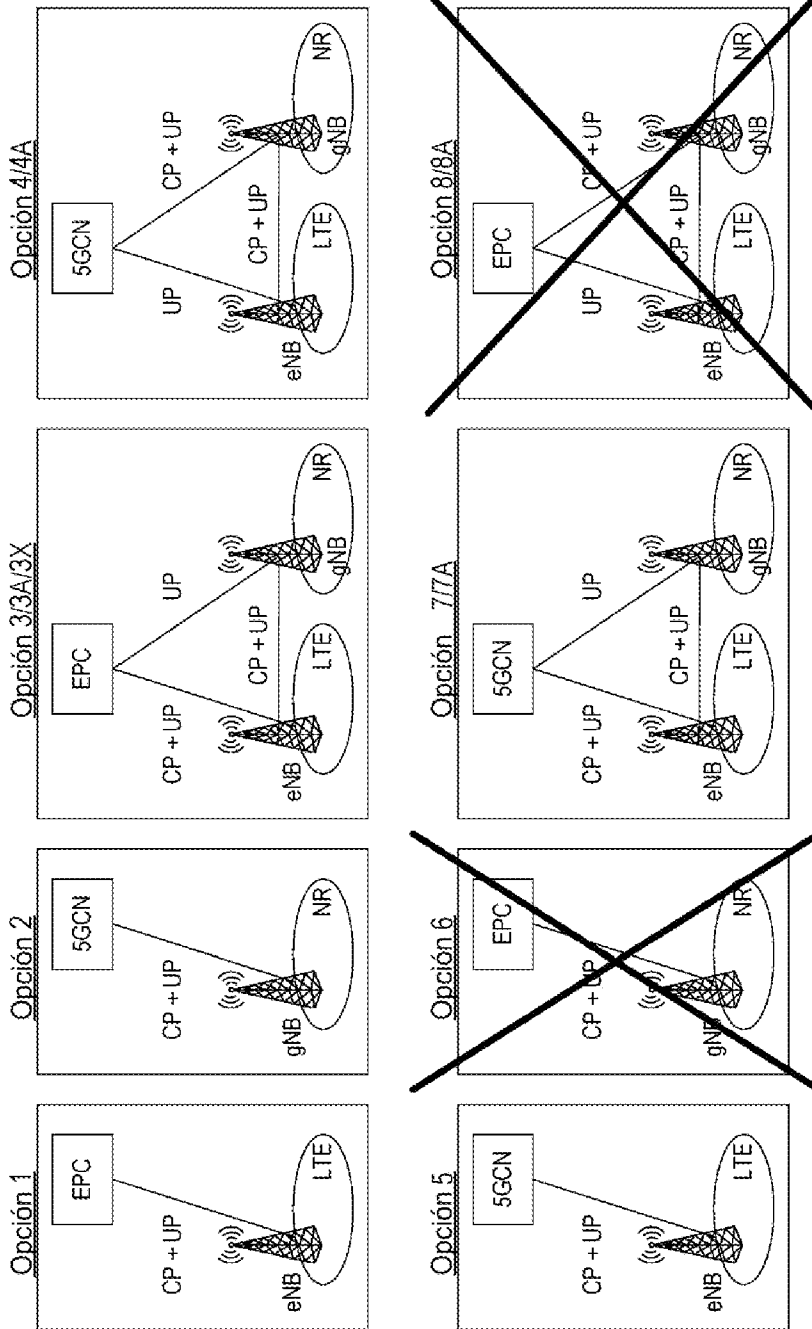 Opción 1
EPC
CP + UP
eNB
LTE
Opción 2
5GCN
CP + UP
gNB
NR
Opción 3/3A/3X
EPC
CP + UP
UP
CP + UP
eNB
LTE
gNB
NR
Opción 4/4A
5GCN
UP
CP + UP
CP + UP
eNB
LTE
gNB
NR
Opción 5
5GCN
CP + UP
eNB
LTE
Opción 6
EPC
CP + UP
gNB
NR
Opción 7/7A
5GCN
CP + UP
UP
CP + UP
eNB
LTE
gNB
NR
Opción 8/8A
EPC
UP
CP + UP
CP + UP
eNB
LTE
gNB
NR